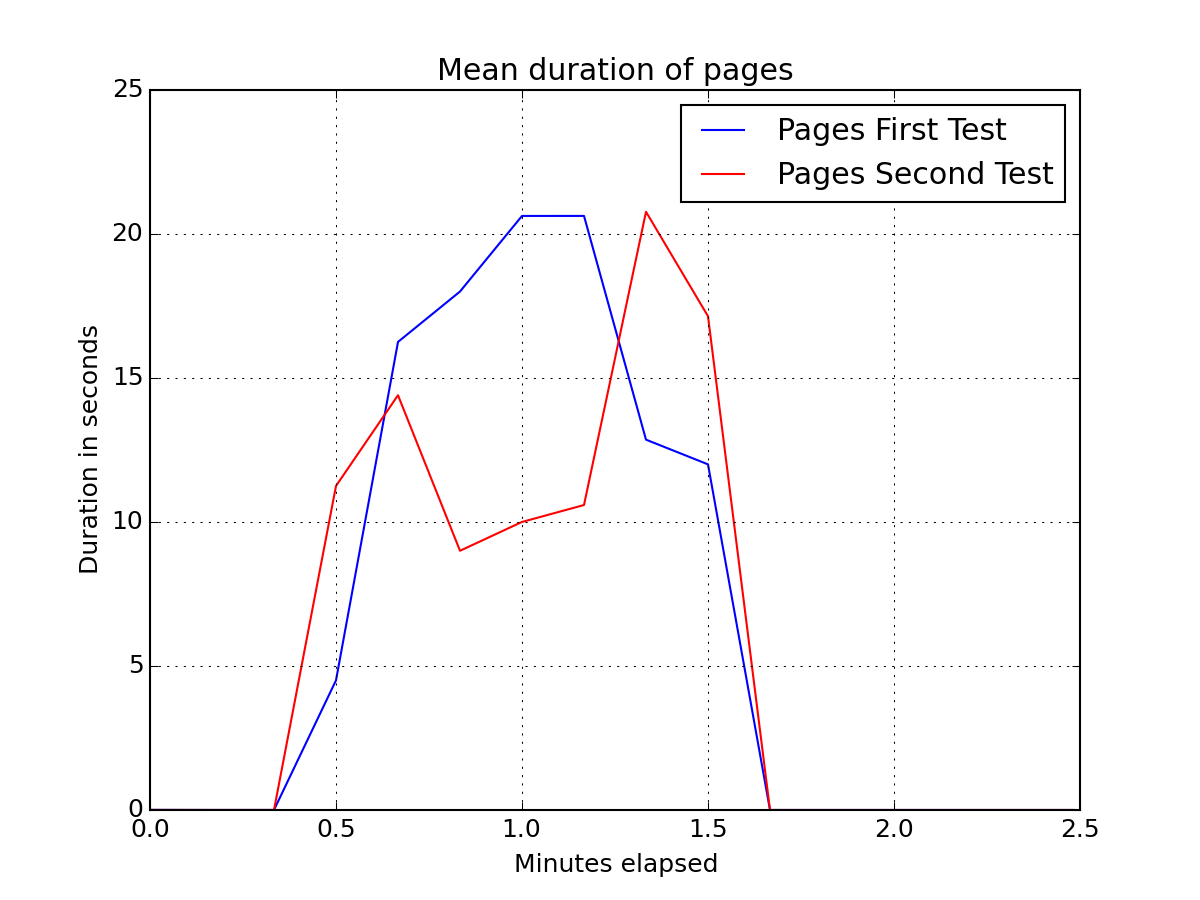 Mean duration of pages
Pages First Test
Pages Second Test
25
20
15
10
5
0
Duration in seconds
0.0 0.5 1.0 1.5 2.0 2.5
Minutes elapsed